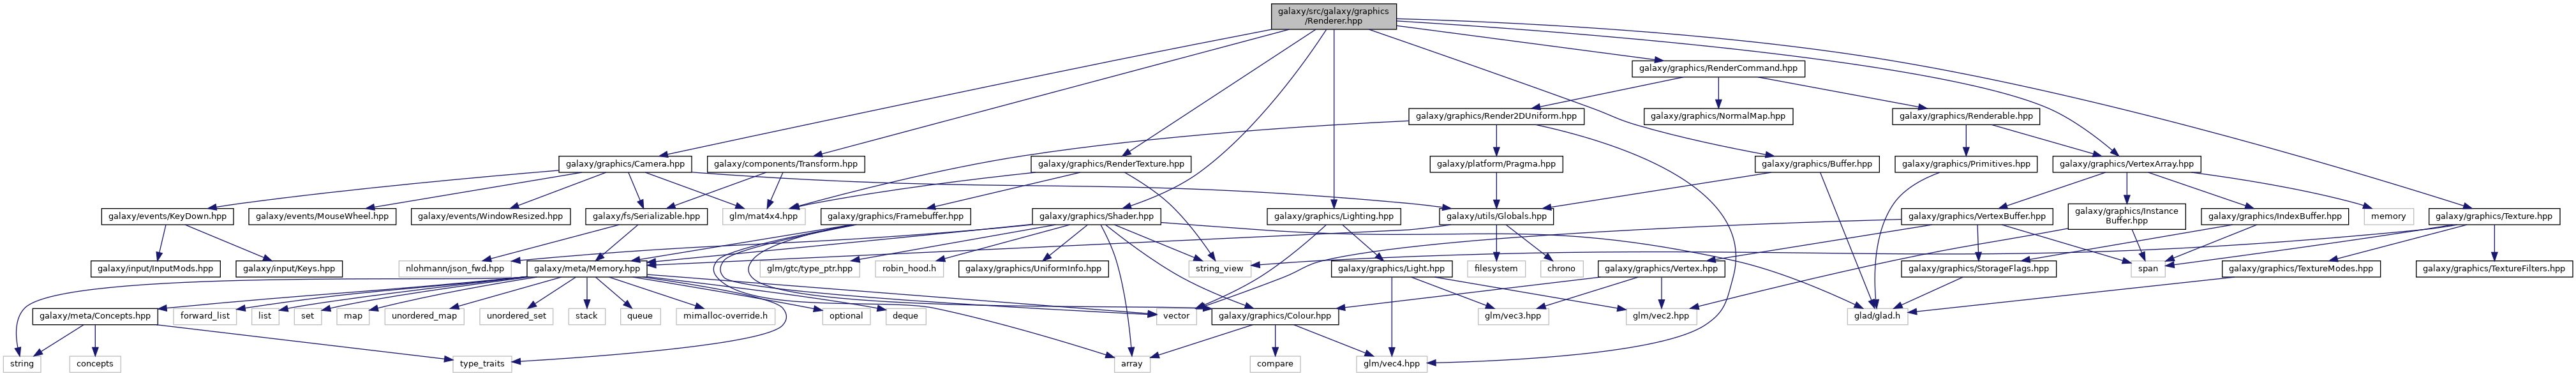 galaxy/src/galaxy/graphics
/Renderer.hpp
galaxy/graphics/RenderCommand.hpp
galaxy/graphics/Render2DUniform.hpp
galaxy/graphics/NormalMap.hpp
galaxy/graphics/Renderable.hpp
galaxy/graphics/Camera.hpp
galaxy/components/Transform.hpp
galaxy/graphics/RenderTexture.hpp
galaxy/platform/Pragma.hpp
galaxy/graphics/Buffer.hpp
galaxy/graphics/Primitives.hpp
galaxy/graphics/VertexArray.hpp
galaxy/events/KeyDown.hpp
galaxy/events/MouseWheel.hpp
galaxy/events/WindowResized.hpp
galaxy/fs/Serializable.hpp
glm/mat4x4.hpp
galaxy/graphics/Framebuffer.hpp
galaxy/graphics/Shader.hpp
galaxy/graphics/Lighting.hpp
galaxy/utils/Globals.hpp
galaxy/graphics/VertexBuffer.hpp
galaxy/graphics/Instance
Buffer.hpp
galaxy/graphics/IndexBuffer.hpp
memory
galaxy/graphics/Texture.hpp
galaxy/input/InputMods.hpp
galaxy/input/Keys.hpp
nlohmann/json_fwd.hpp
galaxy/meta/Memory.hpp
glm/gtc/type_ptr.hpp
robin_hood.h
galaxy/graphics/UniformInfo.hpp
string_view
galaxy/graphics/Light.hpp
filesystem
chrono
galaxy/graphics/Vertex.hpp
galaxy/graphics/StorageFlags.hpp
span
galaxy/graphics/TextureModes.hpp
galaxy/graphics/TextureFilters.hpp
galaxy/meta/Concepts.hpp
forward_list
list
set
map
unordered_map
unordered_set
stack
queue
mimalloc-override.h
optional
deque
vector
galaxy/graphics/Colour.hpp
glm/vec3.hpp
glm/vec2.hpp
glad/glad.h
string
concepts
type_traits
array
compare
glm/vec4.hpp